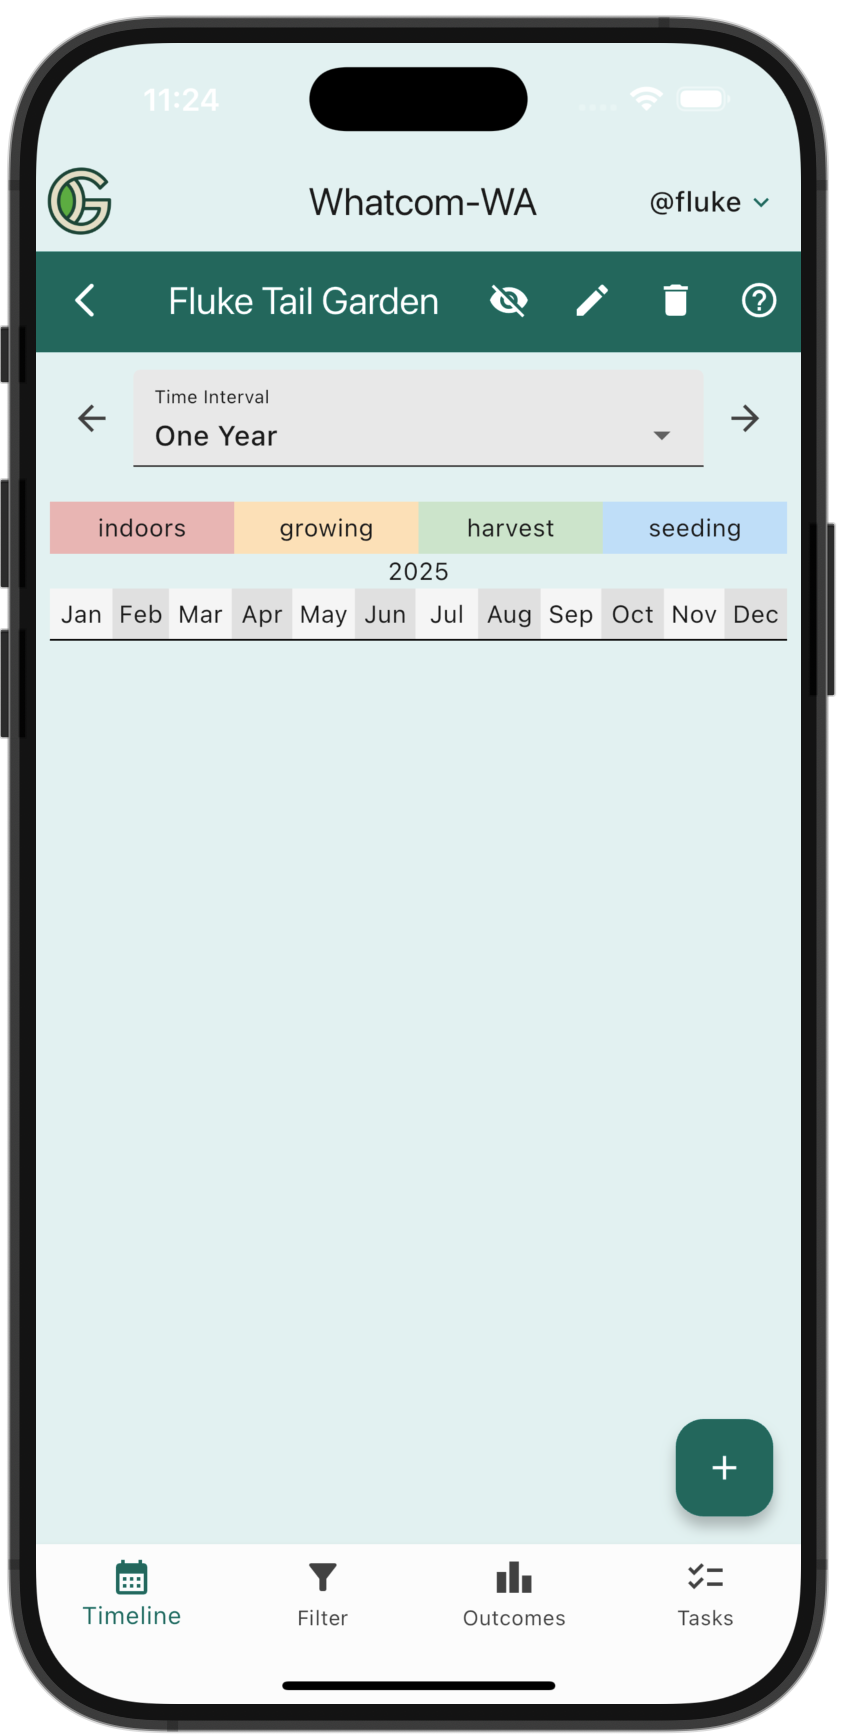 11:24
Whatcom-WA
@fluke
Fluke Tail Garden
Time Interval
One Year
indoors growing harvest seeding
2025
Jan Feb Mar Apr May Jun Jul Aug Sep Oct Nov Dec
+
Timeline Filter Outcomes Tasks